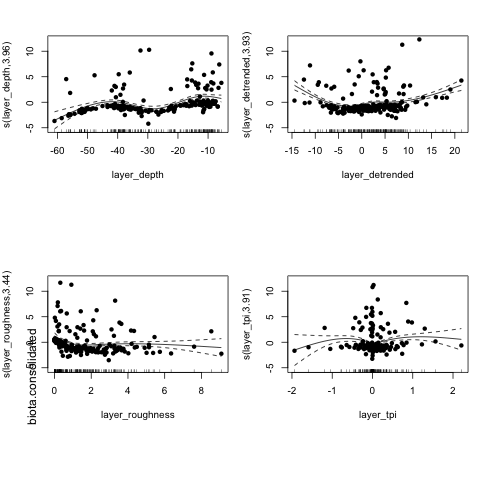 s(layer_depth,3.96)
10
5
0
-5
-60 -50 -40 -30 -20 -10
layer_depth
s(layer_detrended,3.93)
10
5
0
-5
-15 -10 -5 0 5 10 15 20
layer_detrended
s(layer_roughness,3.44)
biota.consolidated
10
5
0
-5
0 2 4 6 8
layer_roughness
s(layer_tpi,3.91)
10
5
0
-5
-2 -1 0 1 2
layer_tpi